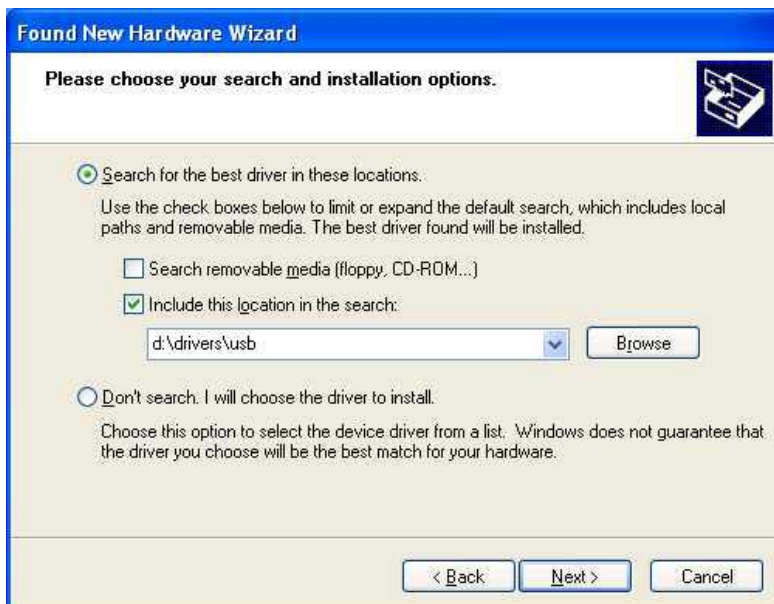 Found New Hardware Wizard
Please choose your search and installation options.
Search for the best driver in these locations.
Use the check boxes below to limit or expand the default search, which includes local
paths and removable media. The best driver found will be installed.
Search removable media (floppy, CD-ROM...)
Include this location in the search:
d:\drivers\usb
Browse
Don't search. I will choose the driver to install.
Choose this option to select the device driver from a list. Windows does not guarantee that
the driver you choose will be the best match for your hardware.
< Back Next > Cancel